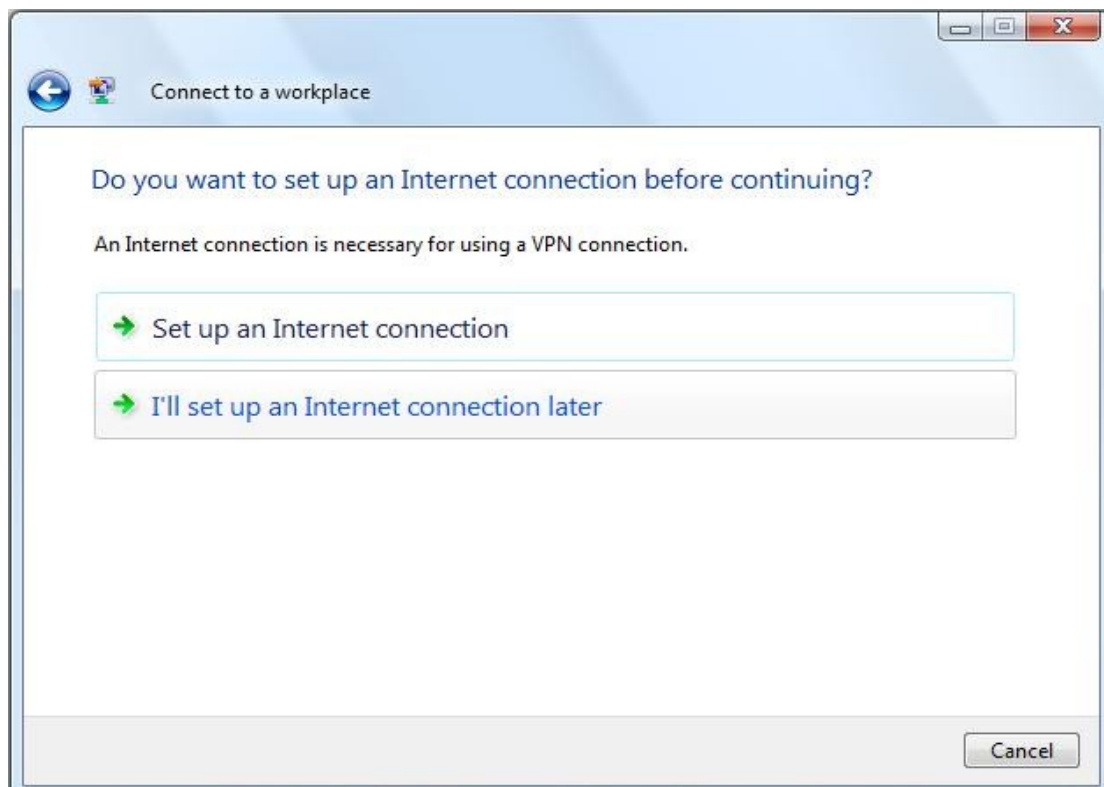 Connect to a workplace
Do you want to set up an Internet connection before continuing?
An Internet connection is necessary for using a VPN connection.
Set up an Internet connection
I'll set up an Internet connection later
Cancel